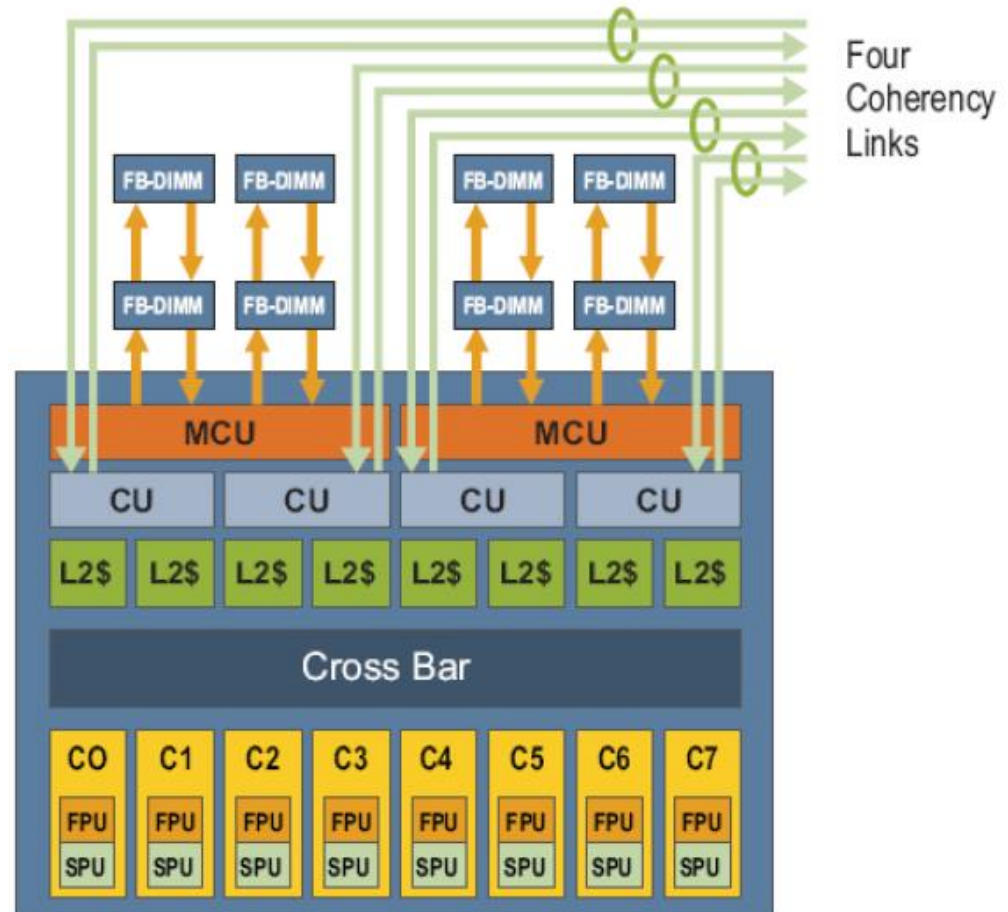 Four
Coherency
Links
FB-DIMM FB-DIMM FB-DIMM FB-DIMM
FB-DIMM FB-DIMM FB-DIMM FB-DIMM
MCU MCU
CU CU CU CU
L2$ L2$ L2$ L2$ L2$ L2$ L2$ L2$
Cross Bar
CO C1 C2 C3 C4 C5 C6 C7
FPU FPU FPU FPU FPU FPU FPU FPU
SPU SPU SPU SPU SPU SPU SPU SPU